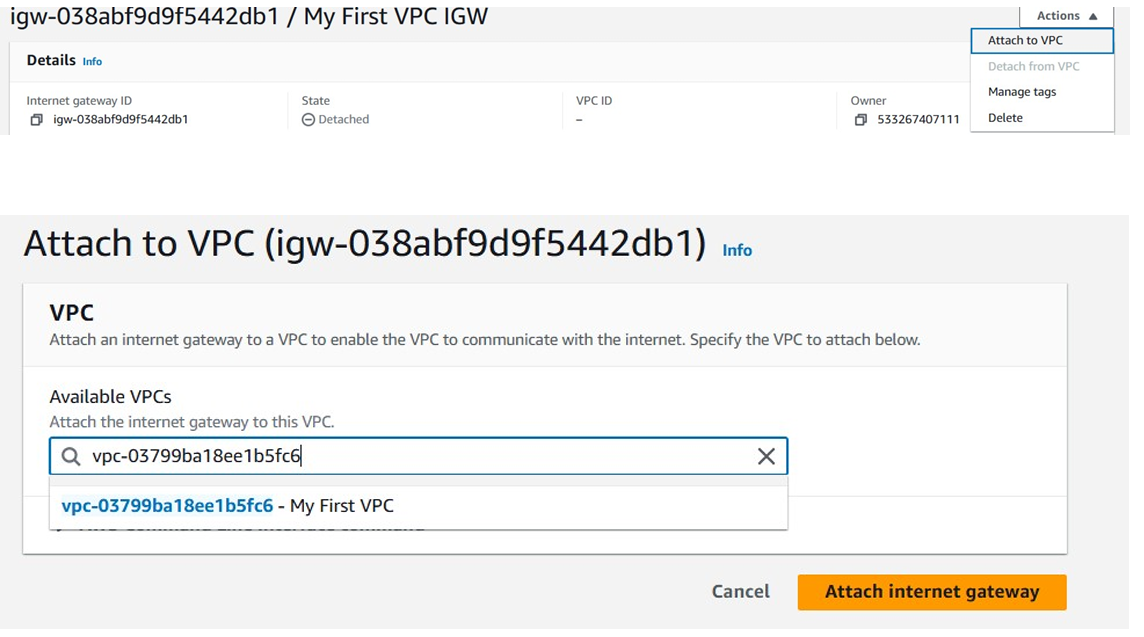 igw-038abf9d9f5442db1 / My First VPC IGW
Actions ▲
Attach to VPC
Detach from VPC
Manage tags
Delete
Details Info
Internet gateway ID
igw-038abf9d9f5442db1
State
Detached
VPC ID
–
Owner
533267407111
Attach to VPC (igw-038abf9d9f5442db1) Info
VPC
Attach an internet gateway to a VPC to enable the VPC to communicate with the internet. Specify the VPC to attach below.
Available VPCs
Attach the internet gateway to this VPC.
vpc-03799ba18ee1b5fc6
vpc-03799ba18ee1b5fc6 - My First VPC
Cancel
Attach internet gateway